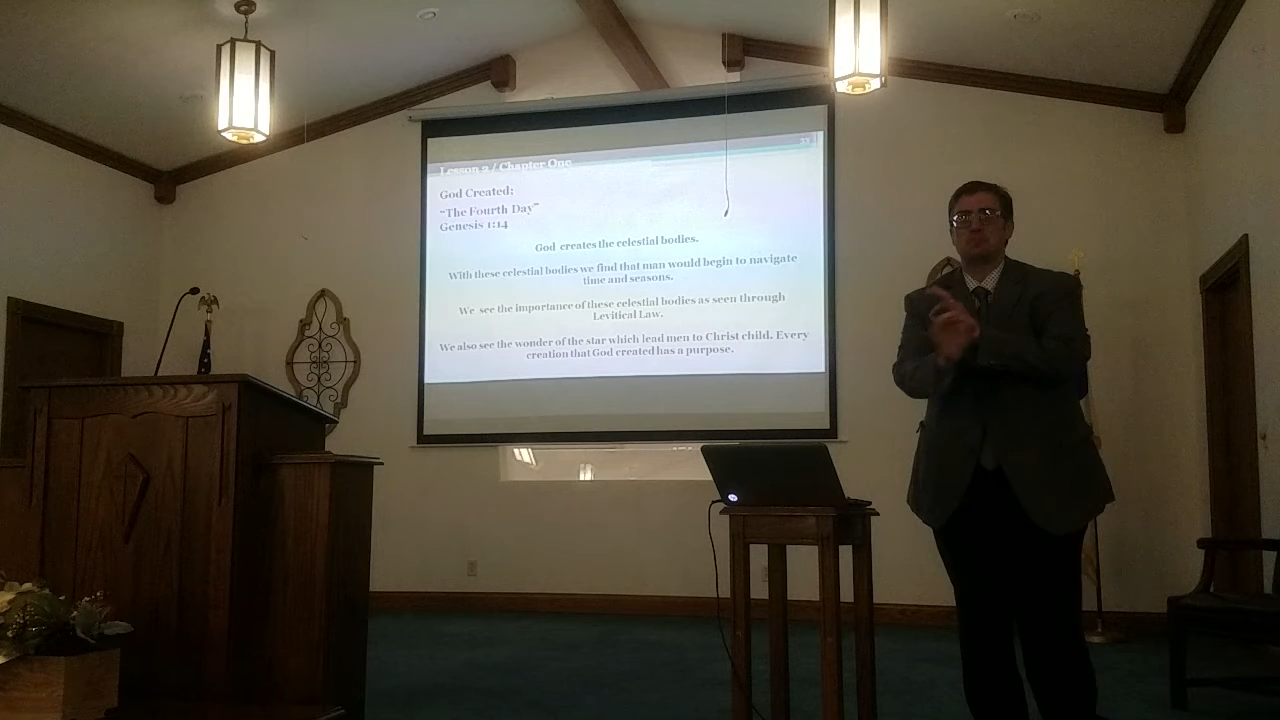 Lesson 2 / Chapter One
33
God Created:
“The Fourth Day”
Genesis 1:14
God creates the celestial bodies.
With these celestial bodies we find that man would begin to navigate
time and seasons.
We see the importance of these celestial bodies as seen through
Levitical Law.
We also see the wonder of the star which lead men to Christ child. Every
creation that God created has a purpose.